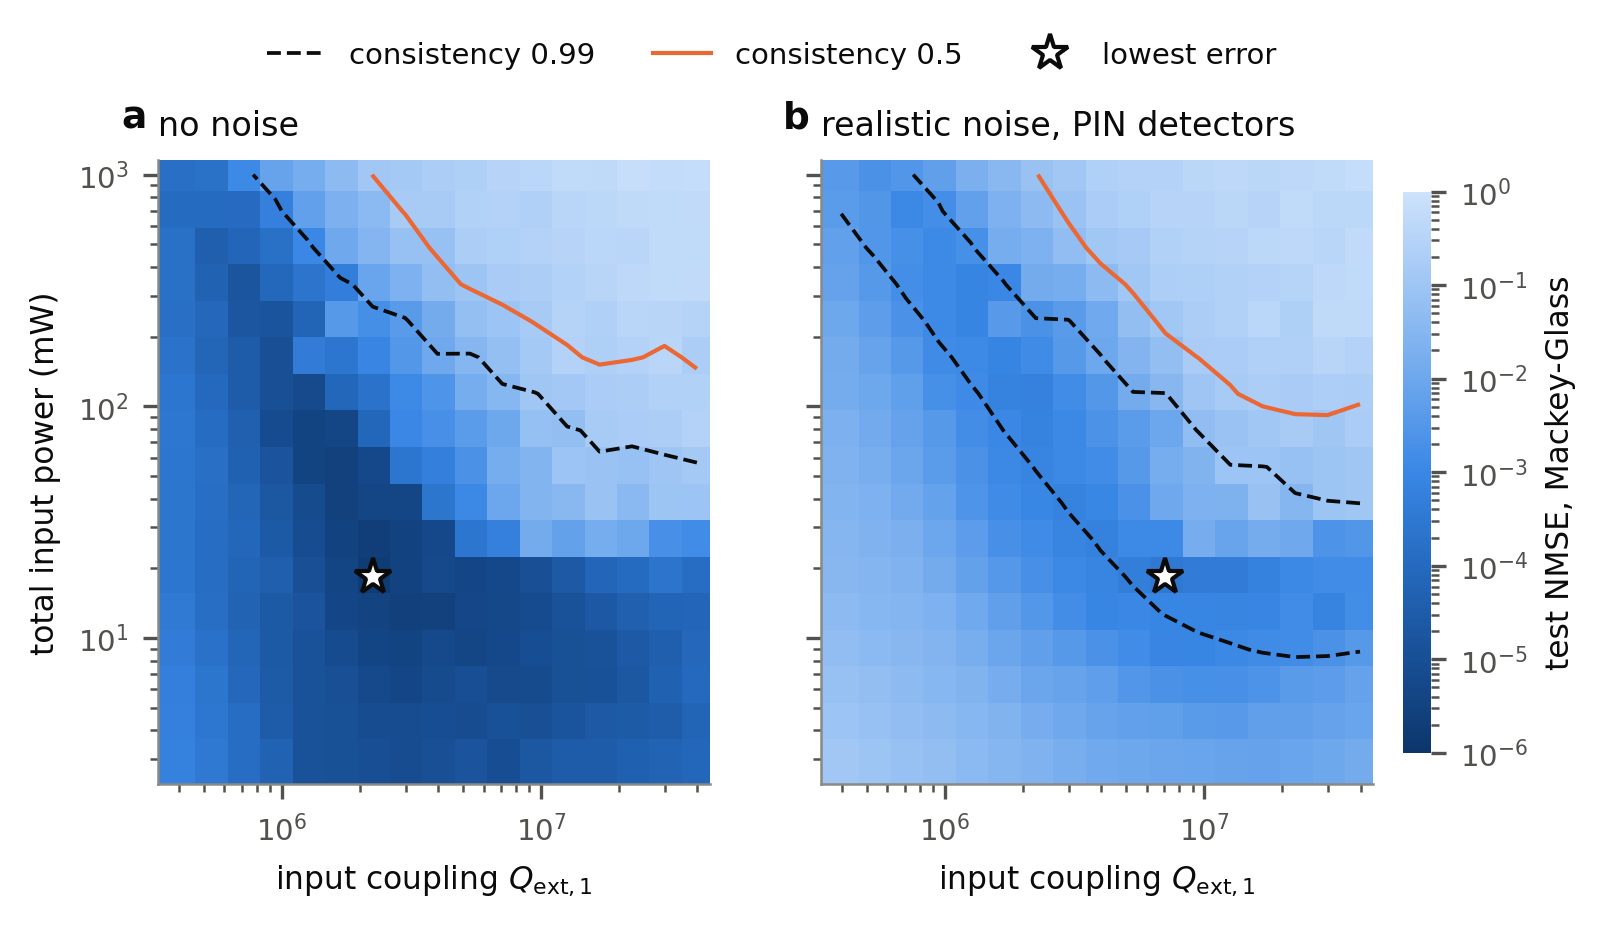 consistency 0.99 consistency 0.5 lowest error
a no noise
b realistic noise, PIN detectors
total input power (mW)
10³
10²
10¹
10⁶ 10⁷
input coupling Q_ext, 1
10⁶ 10⁷
input coupling Q_ext, 1
10⁰
10⁻¹
10⁻²
10⁻³
10⁻⁴
10⁻⁵
10⁻⁶
test NMSE, Mackey-Glass